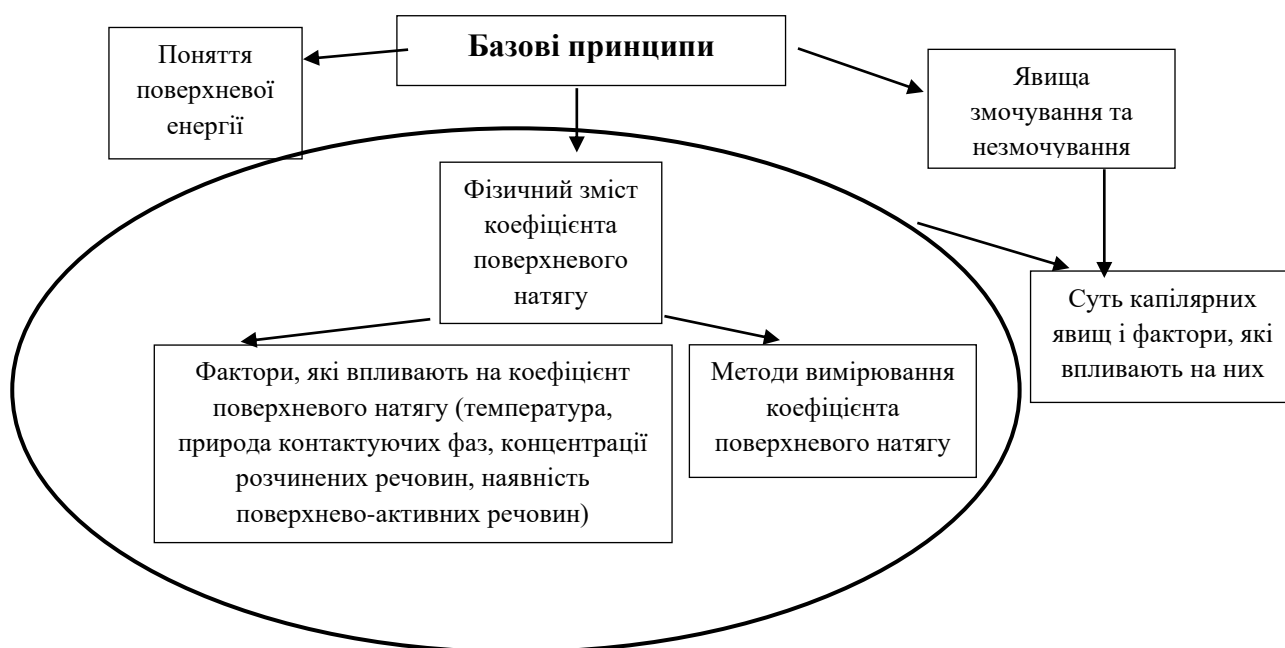 Базові принципи
Поняття
поверхневої
енергії
Явища
змочування та
незмочування
Фізичний зміст
коефіцієнта
поверхневого
натягу
Суть капілярних
явищ і фактори, які
впливають на них
Фактори, які впливають на коефіцієнт
поверхневого натягу (температура,
природа контактуючих фаз, концентрації
розчинених речовин, наявність
поверхнево-активних речовин)
Методи вимірювання
коефіцієнта
поверхневого натягу